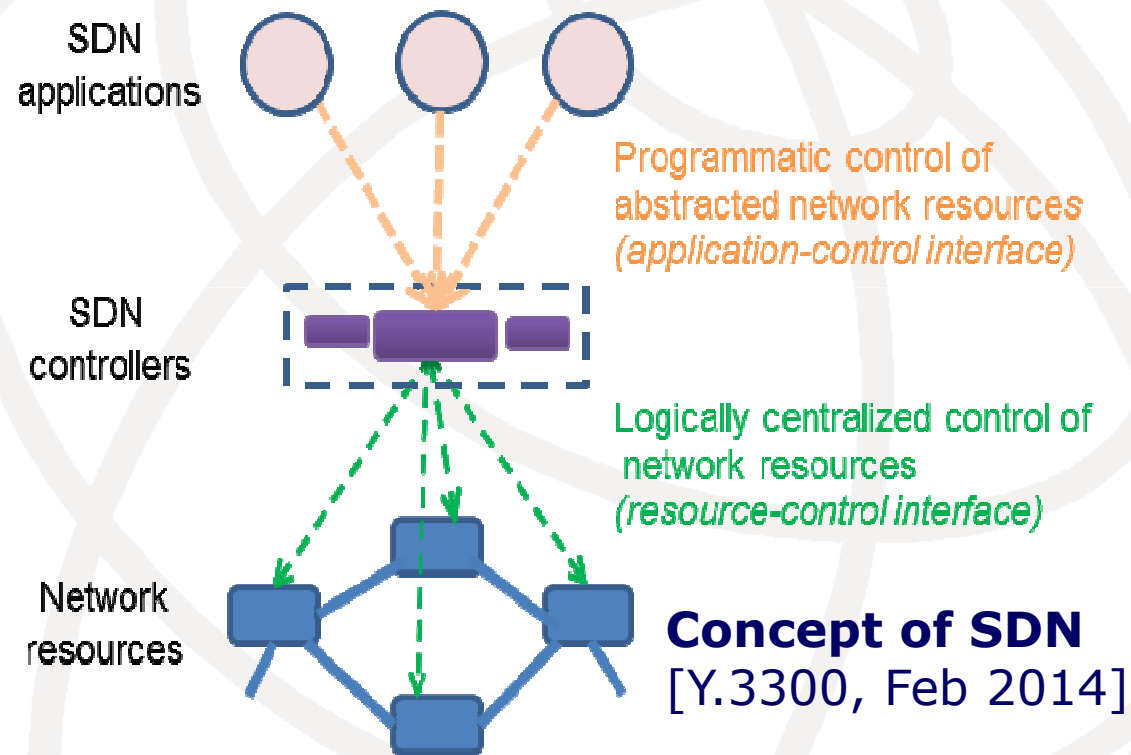 SDN
applications
Programmatic control of
abstracted network resources
(application-control interface)
SDN
controllers
Logically centralized control of
network resources
(resource-control interface)
Network
resources
Concept of SDN
[Y.3300, Feb 2014]